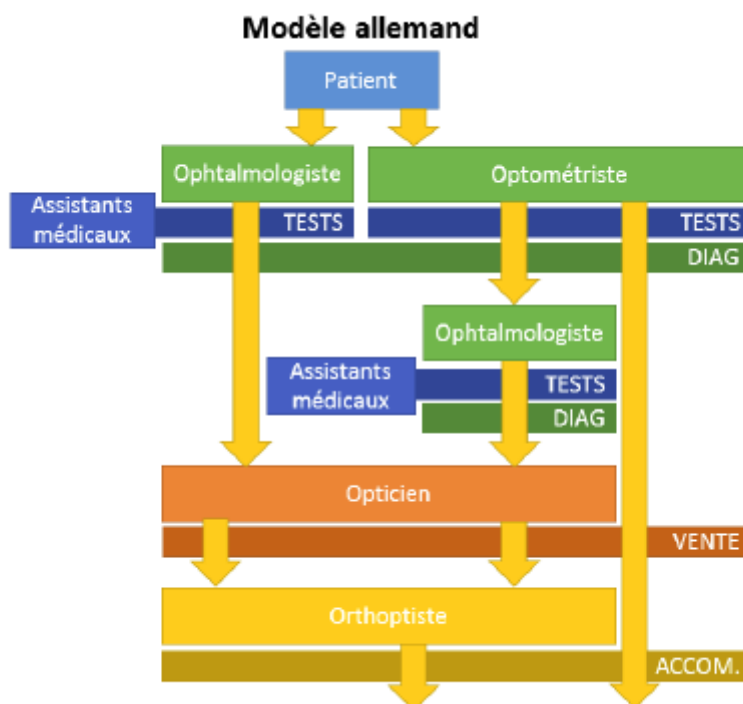 Modèle allemand
Patient
Ophtalmologiste
Optométriste
Assistants
médicaux
TESTS
TESTS
DIAG
Ophtalmologiste
Assistants
médicaux
TESTS
DIAG
Opticien
VENTE
Orthoptiste
ACCOM.